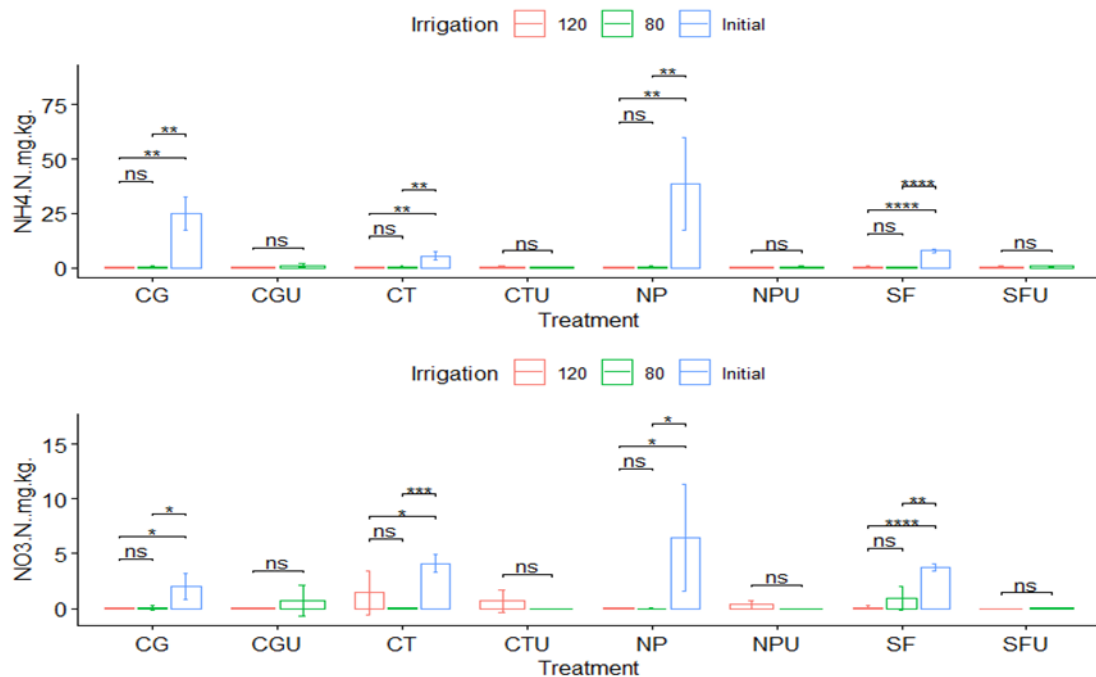 Irrigation 120 80 Initial
NH4.N..mg.kg.
75
50
25
0
** ** ns
ns
** ** ns
ns
** ** ns
ns
**** **** ns
ns
CG CGU CT CTU NP NPU SF SFU
Treatment
Irrigation 120 80 Initial
NO3.N..mg.kg.
15
10
5
0
* * ns
ns
*** * ns
ns
* * ns
ns
** **** ns
ns
CG CGU CT CTU NP NPU SF SFU
Treatment